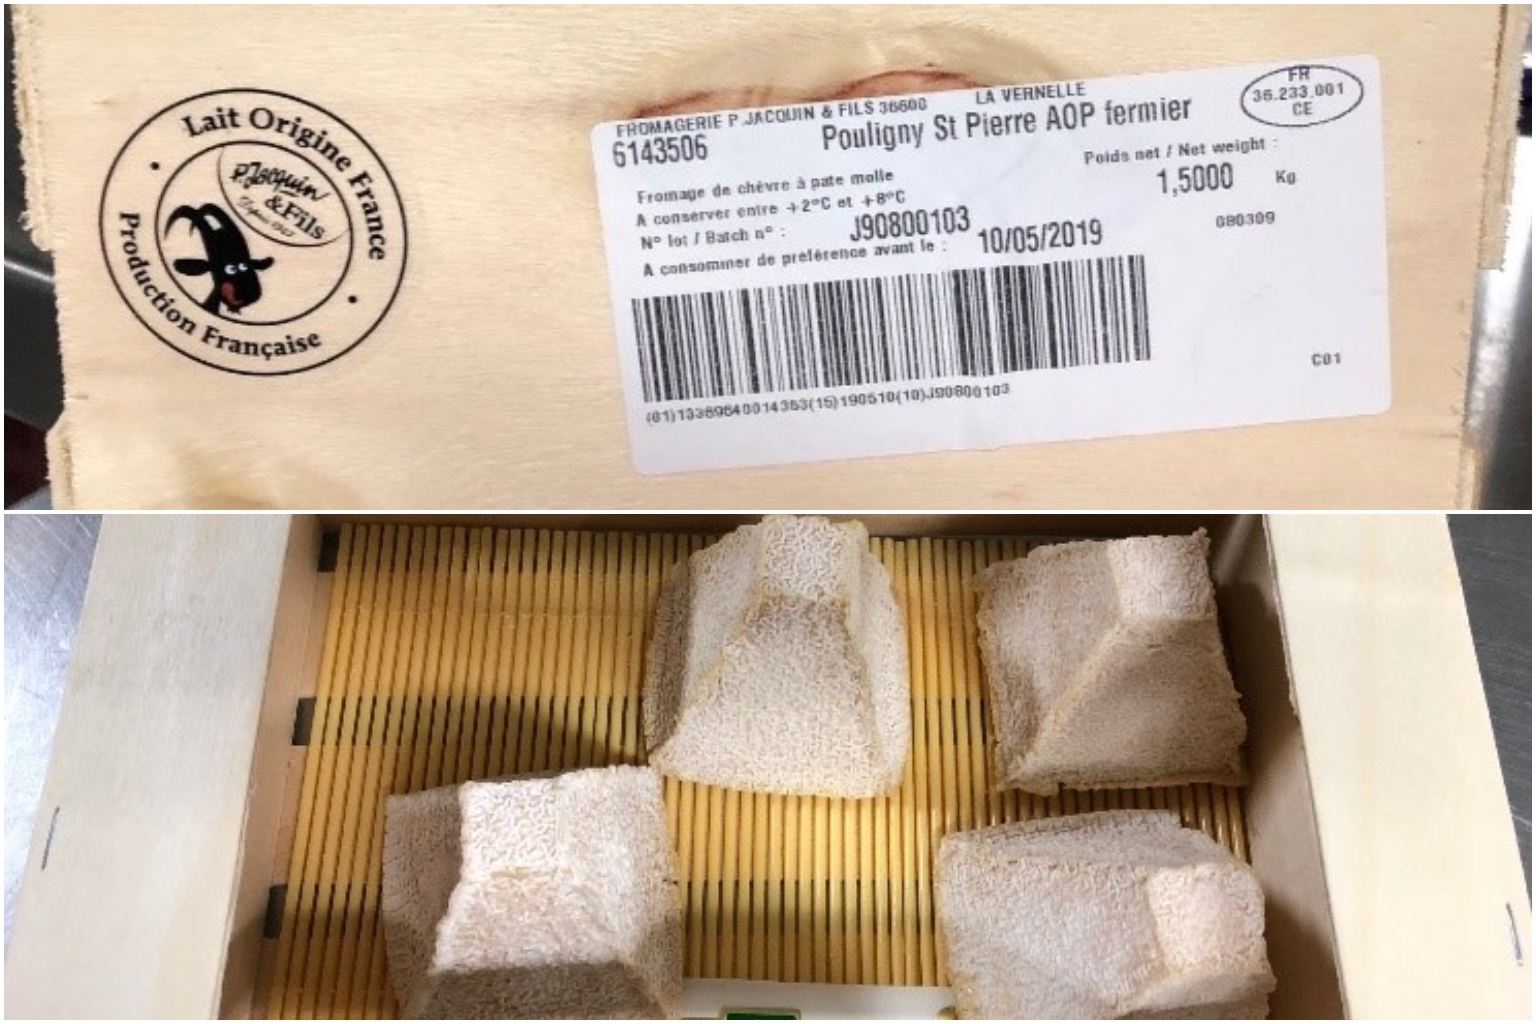 Lait Origine France
P. Jacquin
& Fils
Production Française
FROMAGERIE P.JACQUIN & FILS 36600 LA VERNELLE
6143506 Pouligny St Pierre AOP fermier
FR
36.233.001
CE
Fromage de chèvre à pate molle
Poids net / Net weight :
1,5000 Kg
A conserver entre +2°C et +8°C
N° lot / Batch n° : J90800103
080309
A consommer de preférence avant le : 10/05/2019
C01
(01)13369640014363(15)190510(10)J90800103